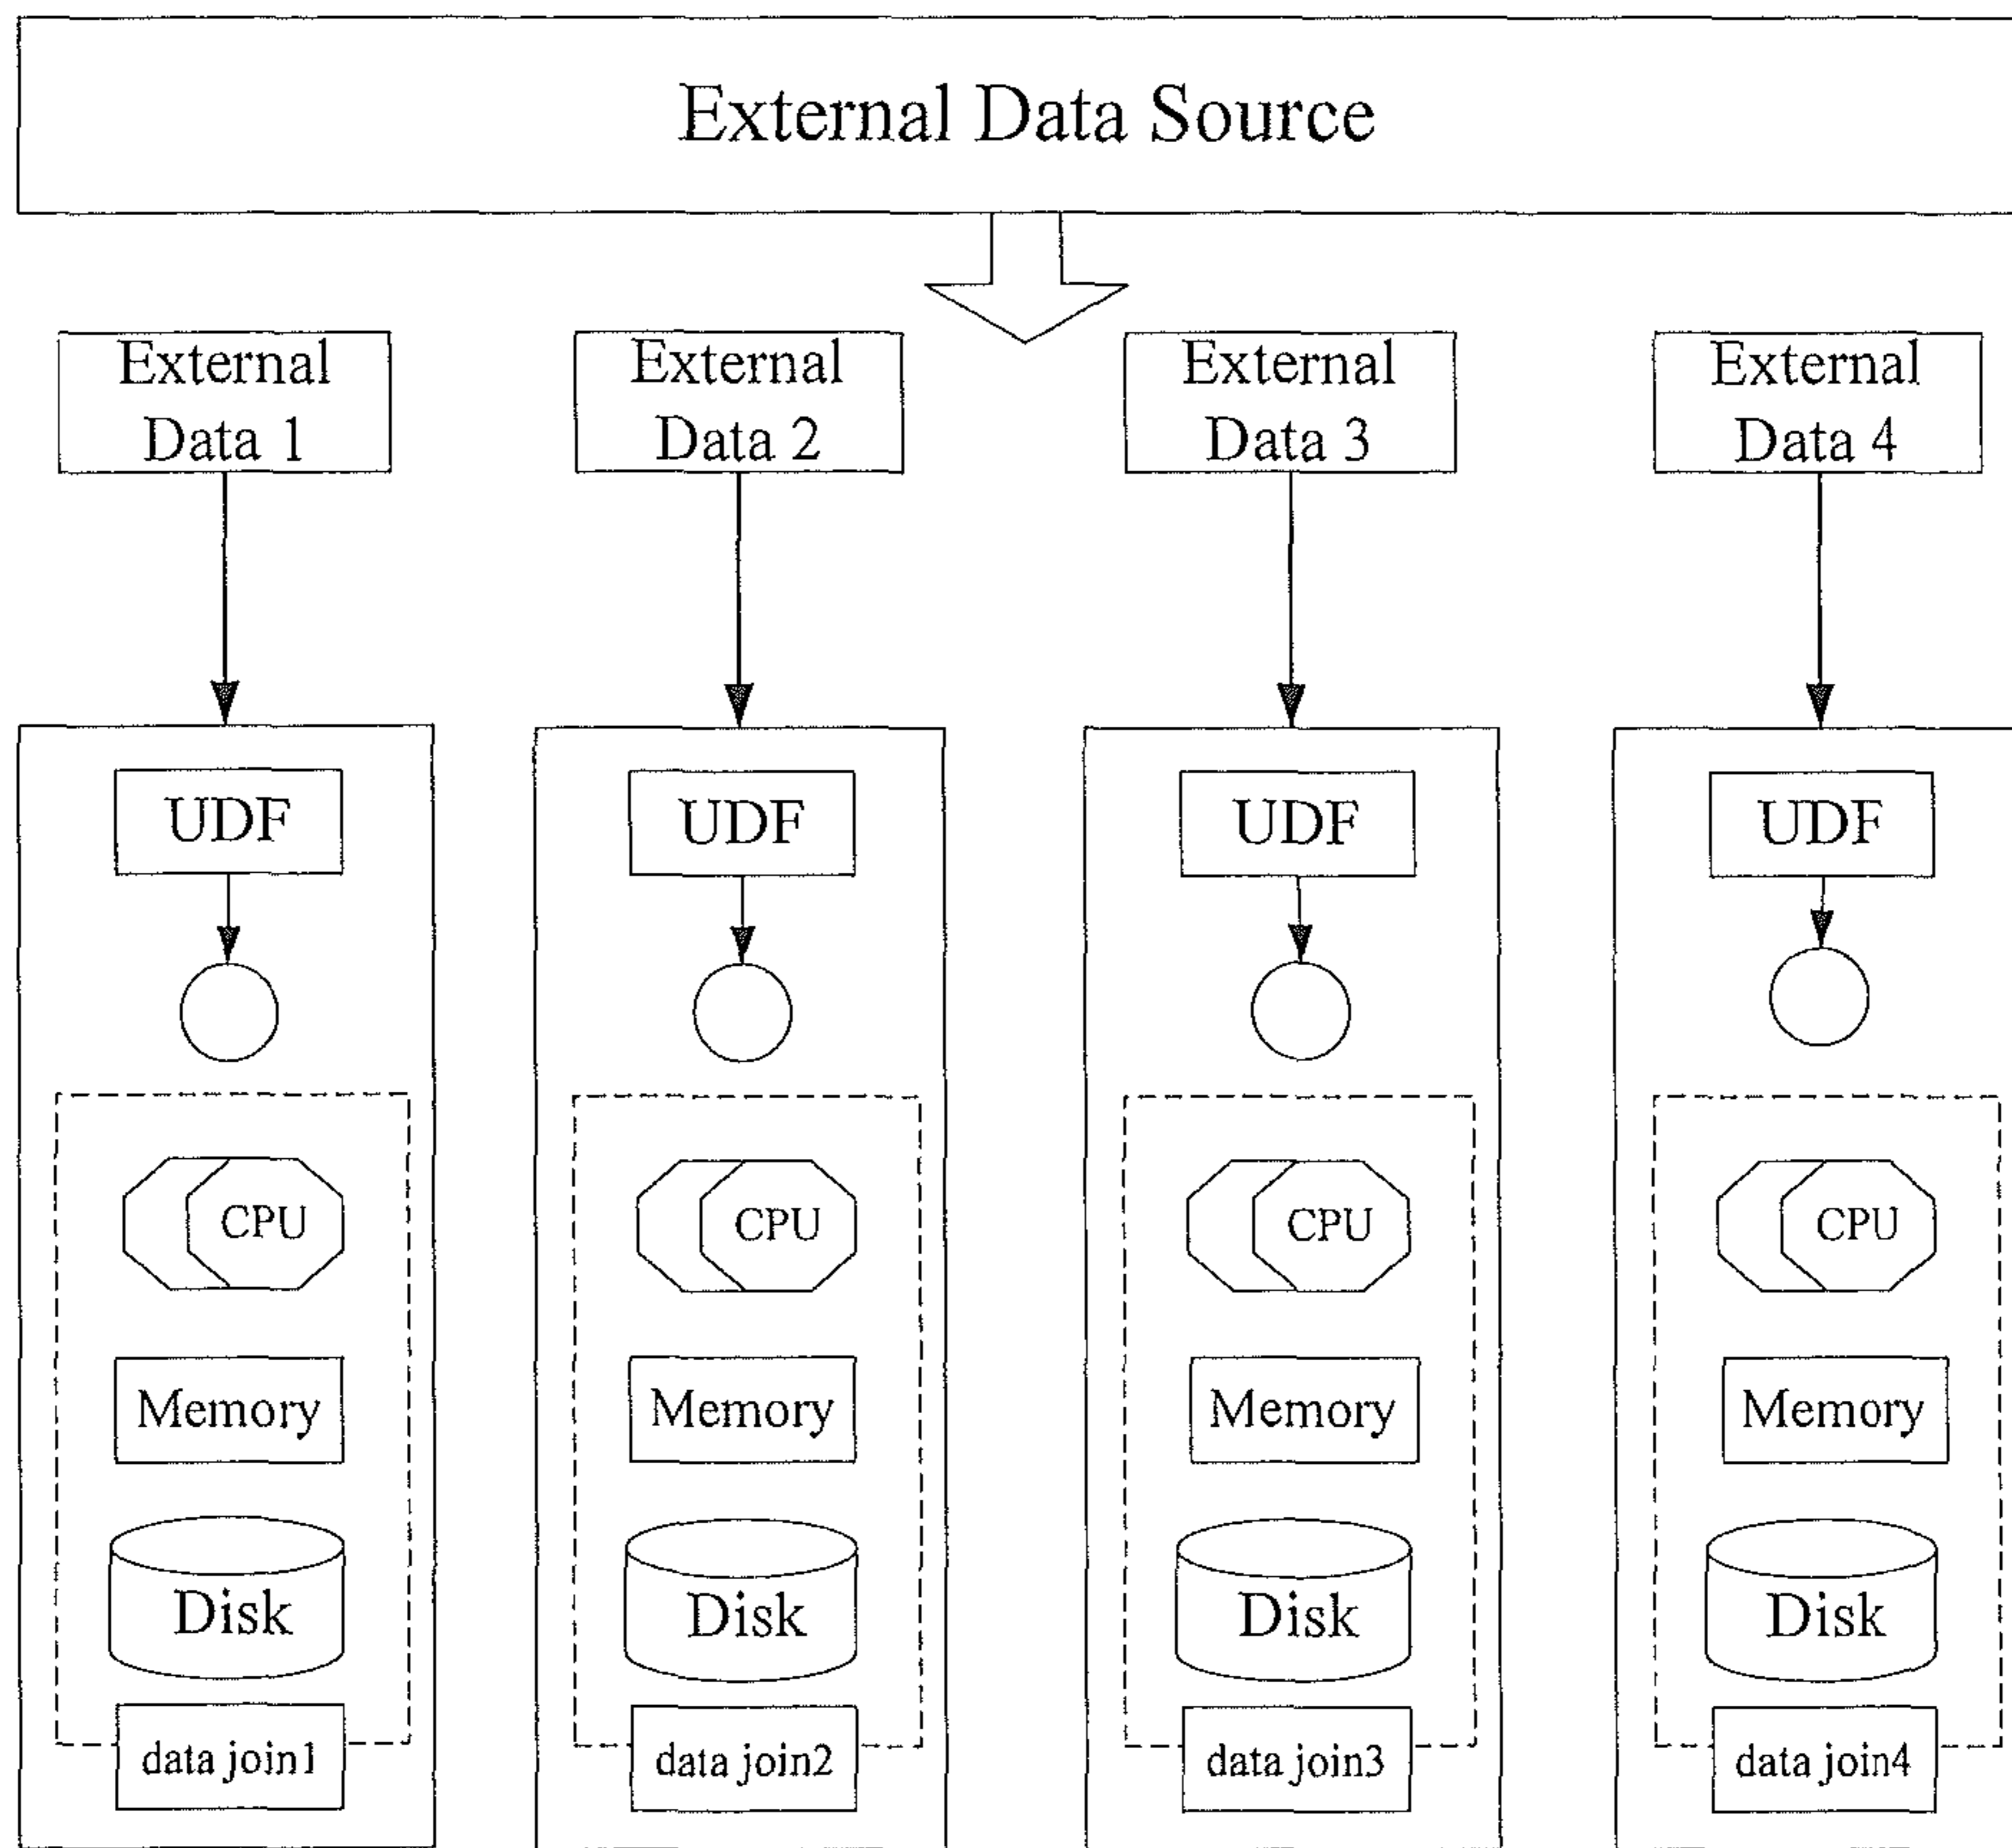 External Data Source
External
Data 1
External
Data 2
External
Data 3
External
Data 4
UDF
UDF
UDF
UDF
CPU
CPU
CPU
CPU
Memory
Memory
Memory
Memory
Disk
Disk
Disk
Disk
data join1
data join2
data join3
data join4